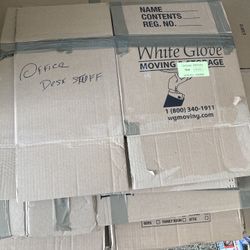 NAME
CONTENTS
REG. NO.
White Glove
MOVING & STORAGE
1 (800) 340-1911
wgmoving.com
OFFICE
DESK STUFF